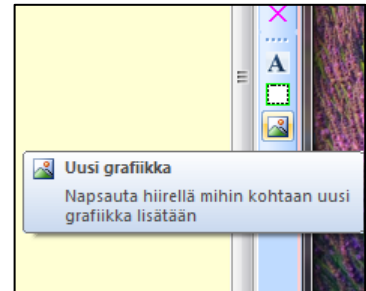 A
Uusi grafiikka
Napsauta hiirellä mihin kohtaan uusi
grafiikka lisätään